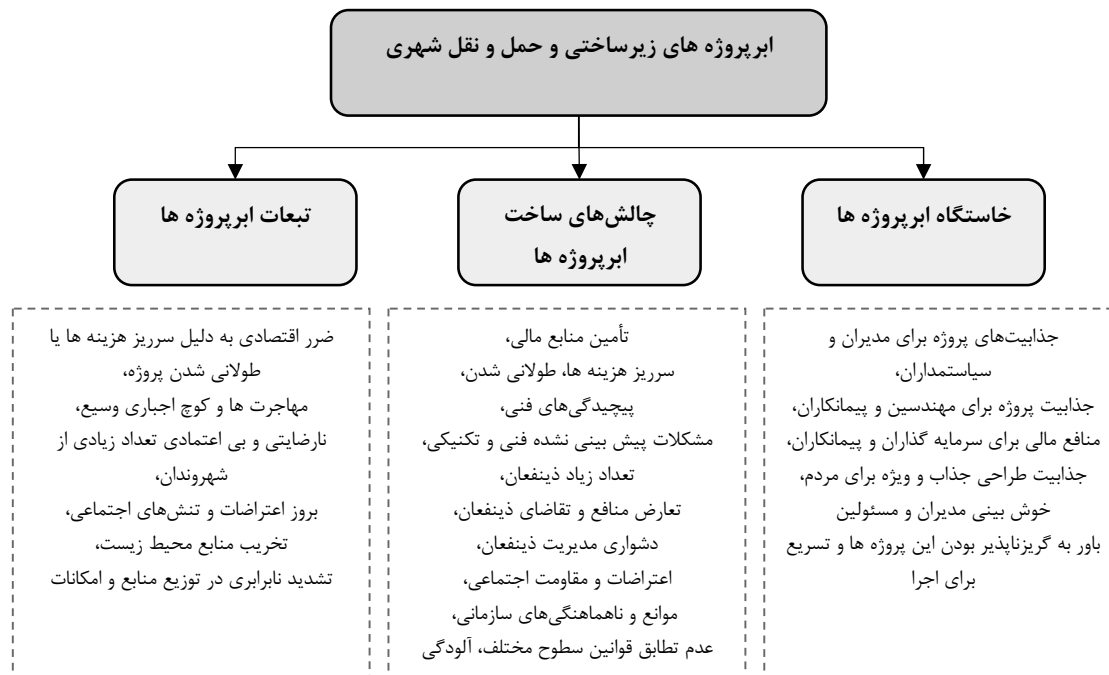 ابرپروژه های زیرساختی و حمل و نقل شهری
خاستگاه ابرپروژه ها
چالش‌های ساخت
ابرپروژه ها
تبعات ابرپروژه ها
جذابیت‌های پروژه برای مدیران و
سیاستمداران،
جذابیت پروژه برای مهندسین و پیمانکاران،
منافع مالی برای سرمایه گذاران و پیمانکاران،
جذابیت طراحی جذاب و ویژه برای مردم،
خوش بینی مدیران و مسئولین
باور به گریزناپذیر بودن این پروژه ها و تسریع
برای اجرا
تأمین منابع مالی،
سرریز هزینه ها، طولانی شدن،
پیچیدگی‌های فنی،
مشکلات پیش بینی نشده فنی و تکنیکی،
تعداد زیاد ذینفعان،
تعارض منافع و تقاضای ذینفعان،
دشواری مدیریت ذینفعان،
اعتراضات و مقاومت اجتماعی،
موانع و ناهماهنگی‌های سازمانی،
عدم تطابق قوانین سطوح مختلف، آلودگی
ضرر اقتصادی به دلیل سرریز هزینه ها یا
طولانی شدن پروژه،
مهاجرت ها و کوچ اجباری وسیع،
نارضایتی و بی اعتمادی تعداد زیادی از
شهروندان،
بروز اعتراضات و تنش‌های اجتماعی،
تخریب منابع محیط زیست،
تشدید نابرابری در توزیع منابع و امکانات